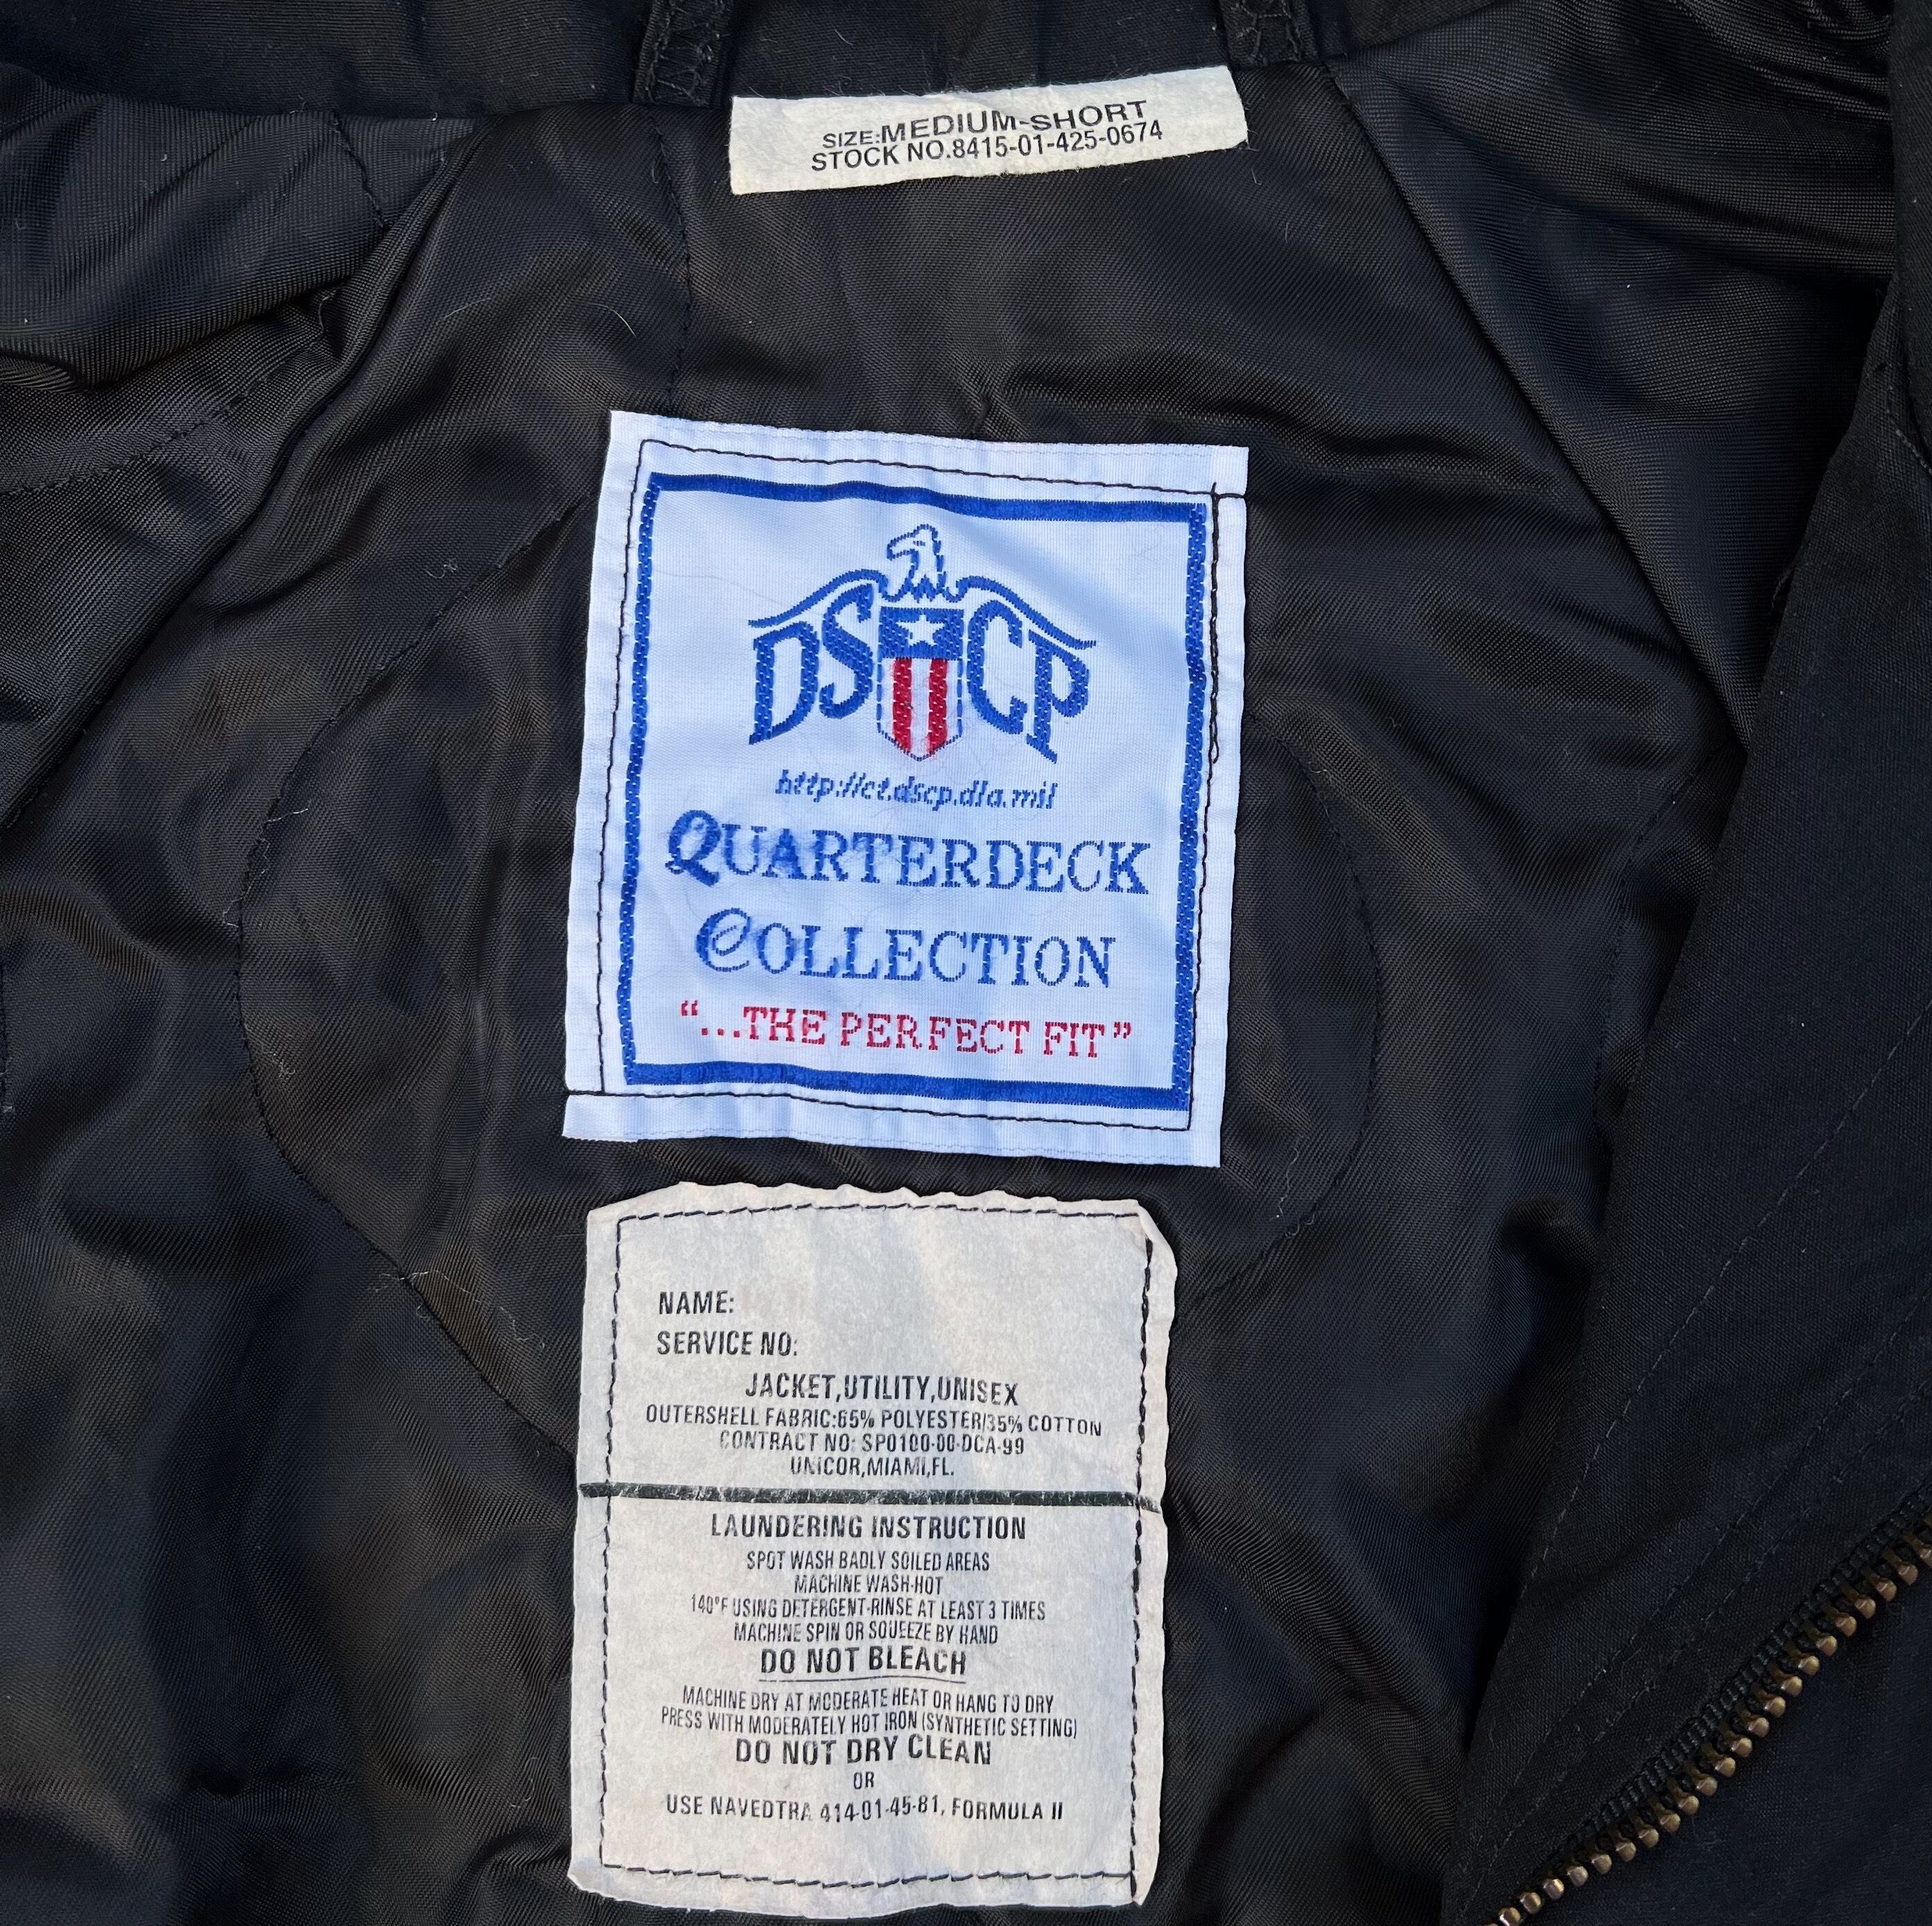 SIZE:MEDIUM-SHORT
STOCK NO.8415-01-425-0674
DSCP
http://ct.dscp.dla.mil
QUARTERDECK
COLLECTION
“...THE PERFECT FIT”
NAME:
SERVICE NO:
JACKET,UTILITY,UNISEX
OUTERSHELL FABRIC:65% POLYESTER/35% COTTON
CONTRACT NO: SP0100-00-DCA-99
UNICOR,MIAMI,FL.
LAUNDERING INSTRUCTION
SPOT WASH BADLY SOILED AREAS
MACHINE WASH-HOT
140°F USING DETERGENT-RINSE AT LEAST 3 TIMES
MACHINE SPIN OR SQUEEZE BY HAND
DO NOT BLEACH
MACHINE DRY AT MODERATE HEAT OR HANG TO DRY
PRESS WITH MODERATELY HOT IRON (SYNTHETIC SETTING)
DO NOT DRY CLEAN
OR
USE NAVEDTRA 414-01-45-81, FORMULA II